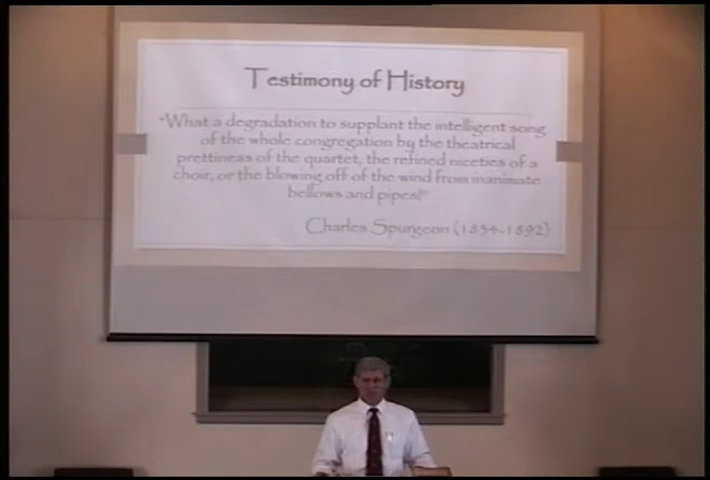 Testimony of History
"What a degradation to supplant the intelligent song
of the whole congregation by the theatrical
prettiness of the quartet, the refined niceties of a
choir, or the blowing off of the wind from inanimate
bellows and pipes!"
Charles Spurgeon (1834-1892)